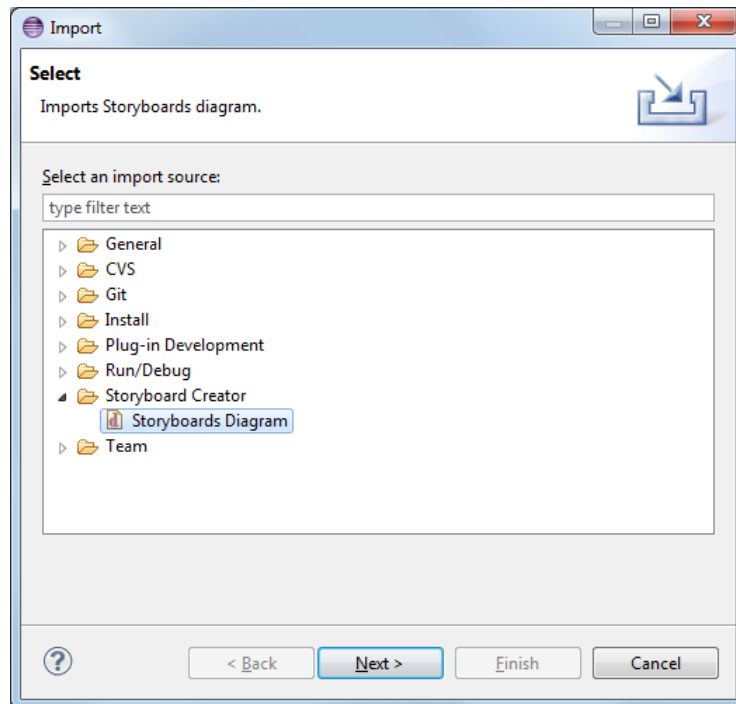 Import
Select
Imports Storyboards diagram.
Select an import source:
type filter text
General
CVS
Git
Install
Plug-in Development
Run/Debug
Storyboard Creator
Storyboards Diagram
Team
? < Back Next > Finish Cancel